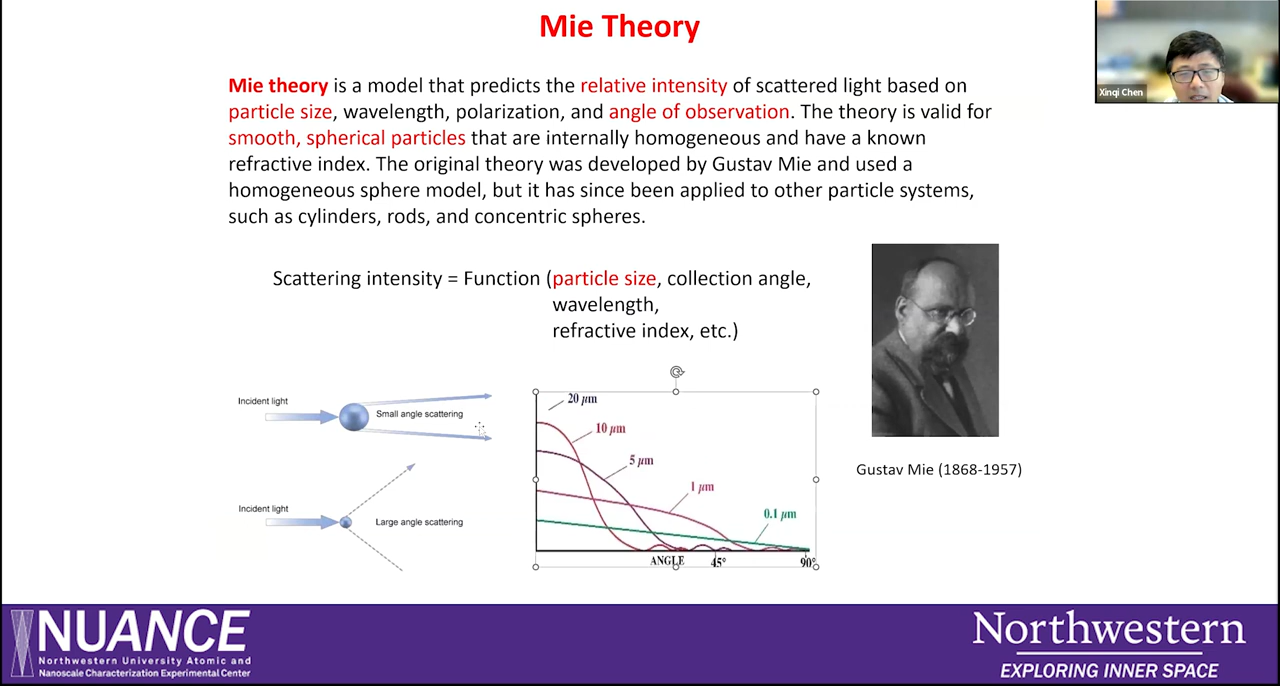 Mie Theory
Xinqi Chen
Mie theory is a model that predicts the relative intensity of scattered light based on
particle size, wavelength, polarization, and angle of observation. The theory is valid for
smooth, spherical particles that are internally homogeneous and have a known
refractive index. The original theory was developed by Gustav Mie and used a
homogeneous sphere model, but it has since been applied to other particle systems,
such as cylinders, rods, and concentric spheres.
Scattering intensity = Function (particle size, collection angle,
wavelength,
refractive index, etc.)
Incident light
Small angle scattering
Incident light
Large angle scattering
20 μm
10 μm
5 μm
1 μm
0.1 μm
ANGLE 45° 90°
Gustav Mie (1868-1957)
NUANCE
Northwestern University Atomic and
Nanoscale Characterization Experimental Center
Northwestern
EXPLORING INNER SPACE